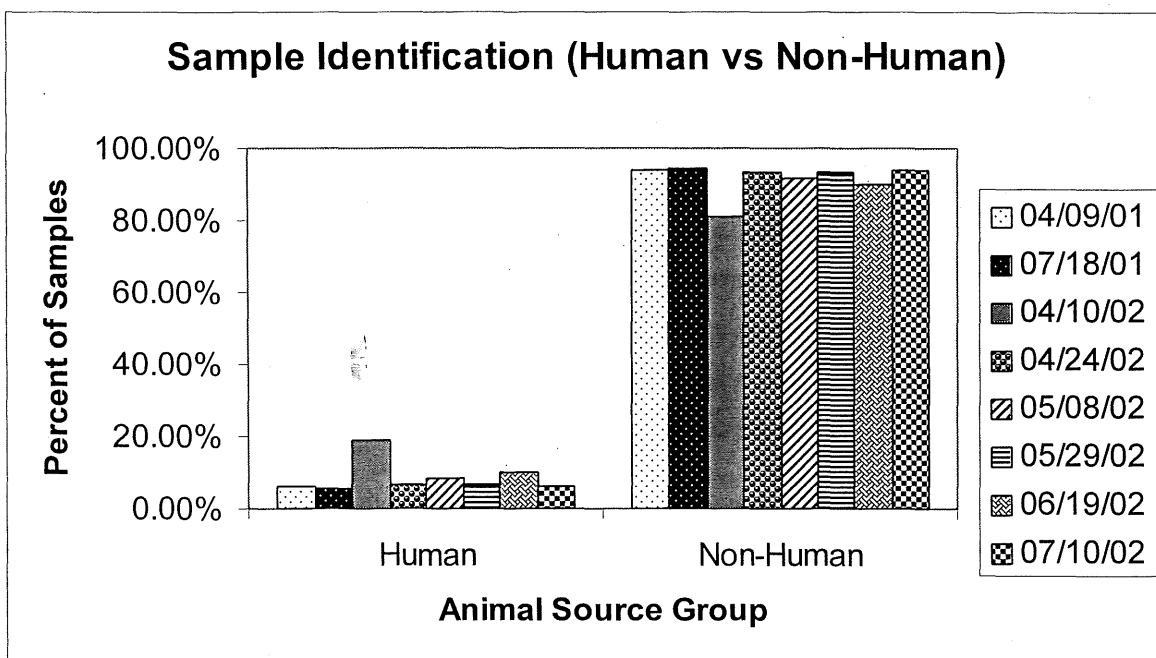 Sample Identification (Human vs Non-Human)
Percent of Samples
100.00%
80.00%
60.00%
40.00%
20.00%
0.00%
Human
Non-Human
Animal Source Group
04/09/01
07/18/01
04/10/02
04/24/02
05/08/02
05/29/02
06/19/02
07/10/02